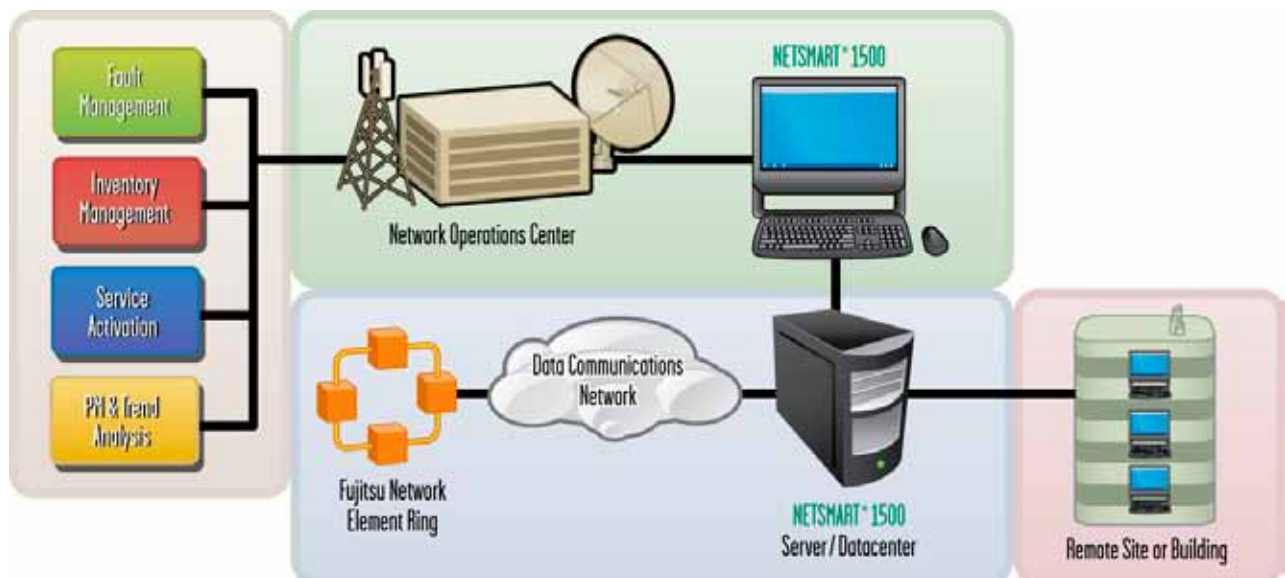 Fault
Management
Inventory
Management
Service
Activation
PM & Trend
Analysis
Network Operations Center
NETSMART® 1500
Data Communications
Network
Fujitsu Network
Element Ring
NETSMART® 1500
Server / Datacenter
Remote Site or Building